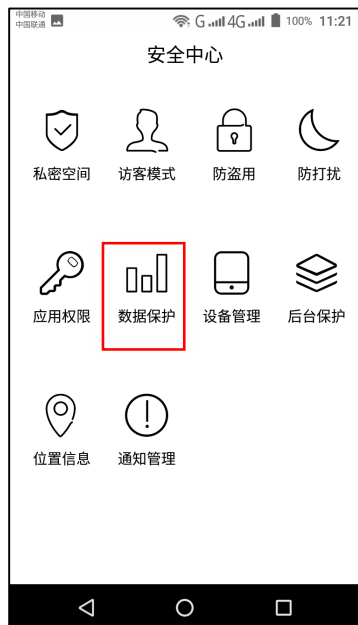 中国移动
中国联通
G 4G 100% 11:21
安全中心
私密空间 访客模式 防盗用 防打扰
应用权限 数据保护 设备管理 后台保护
位置信息 通知管理